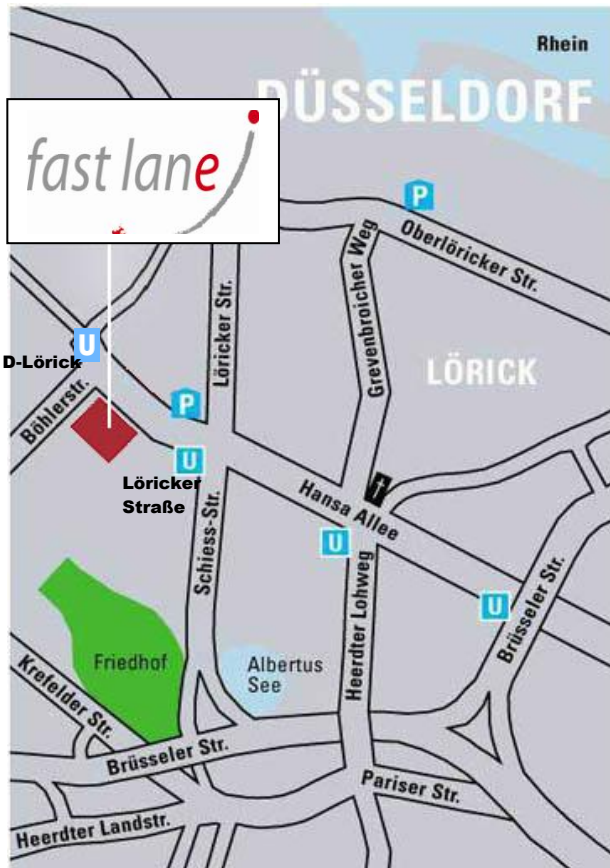 Rhein
DÜSSELDORF
fast lane
P
Oberlöricker Str.
Grevenbroicher Weg
Löricker Str.
U
D-Lörick
LÖRICK
Böhlerstr.
P
U
Löricker
Straße
Hansa Allee
Schiess-Str.
U
U
Heerdter Lohweg
Brüsseler Str.
Friedhof
Albertus
See
Krefelder Str.
Brüsseler Str.
Pariser Str.
Heerdter Landstr.